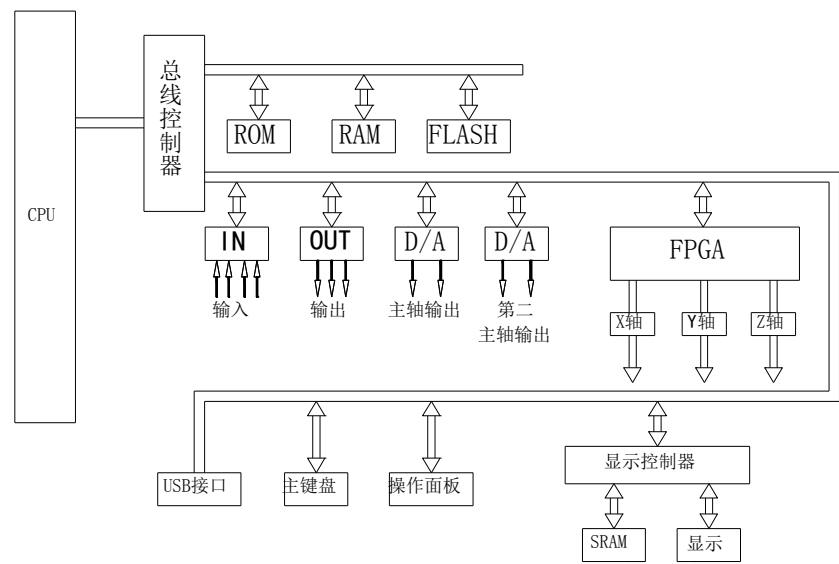 总线控制器
ROM
RAM
FLASH
CPU
IN
OUT
D/A
D/A
FPGA
输入
输出
主轴输出
第二
主轴输出
X轴
Y轴
Z轴
USB接口
主键盘
操作面板
显示控制器
SRAM
显示